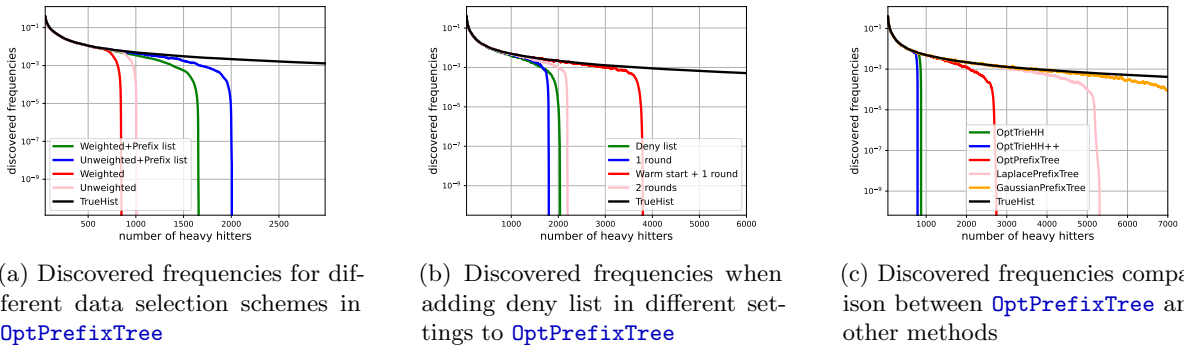 discovered frequencies
10⁻¹
10⁻³
10⁻⁵
10⁻⁷
10⁻⁹
Weighted+Prefix list
Unweighted+Prefix list
Weighted
Unweighted
TrueHist
500 1000 1500 2000 2500
number of heavy hitters
discovered frequencies
10⁻¹
10⁻³
10⁻⁵
10⁻⁷
10⁻⁹
Deny list
1 round
Warm start + 1 round
2 rounds
TrueHist
1000 2000 3000 4000 5000 6000
number of heavy hitters
discovered frequencies
10⁻¹
10⁻³
10⁻⁵
10⁻⁷
10⁻⁹
OptTrieHH
OptTrieHH++
OptPrefixTree
LaplacePrefixTree
GaussianPrefixTree
TrueHist
1000 2000 3000 4000 5000 6000 7000
number of heavy hitters
a) Discovered frequencies for dif-
ferent data selection schemes in
OptPrefixTree
(b) Discovered frequencies when
adding deny list in different set-
tings to OptPrefixTree
(c) Discovered frequencies compa
ison between OptPrefixTree an
other methods